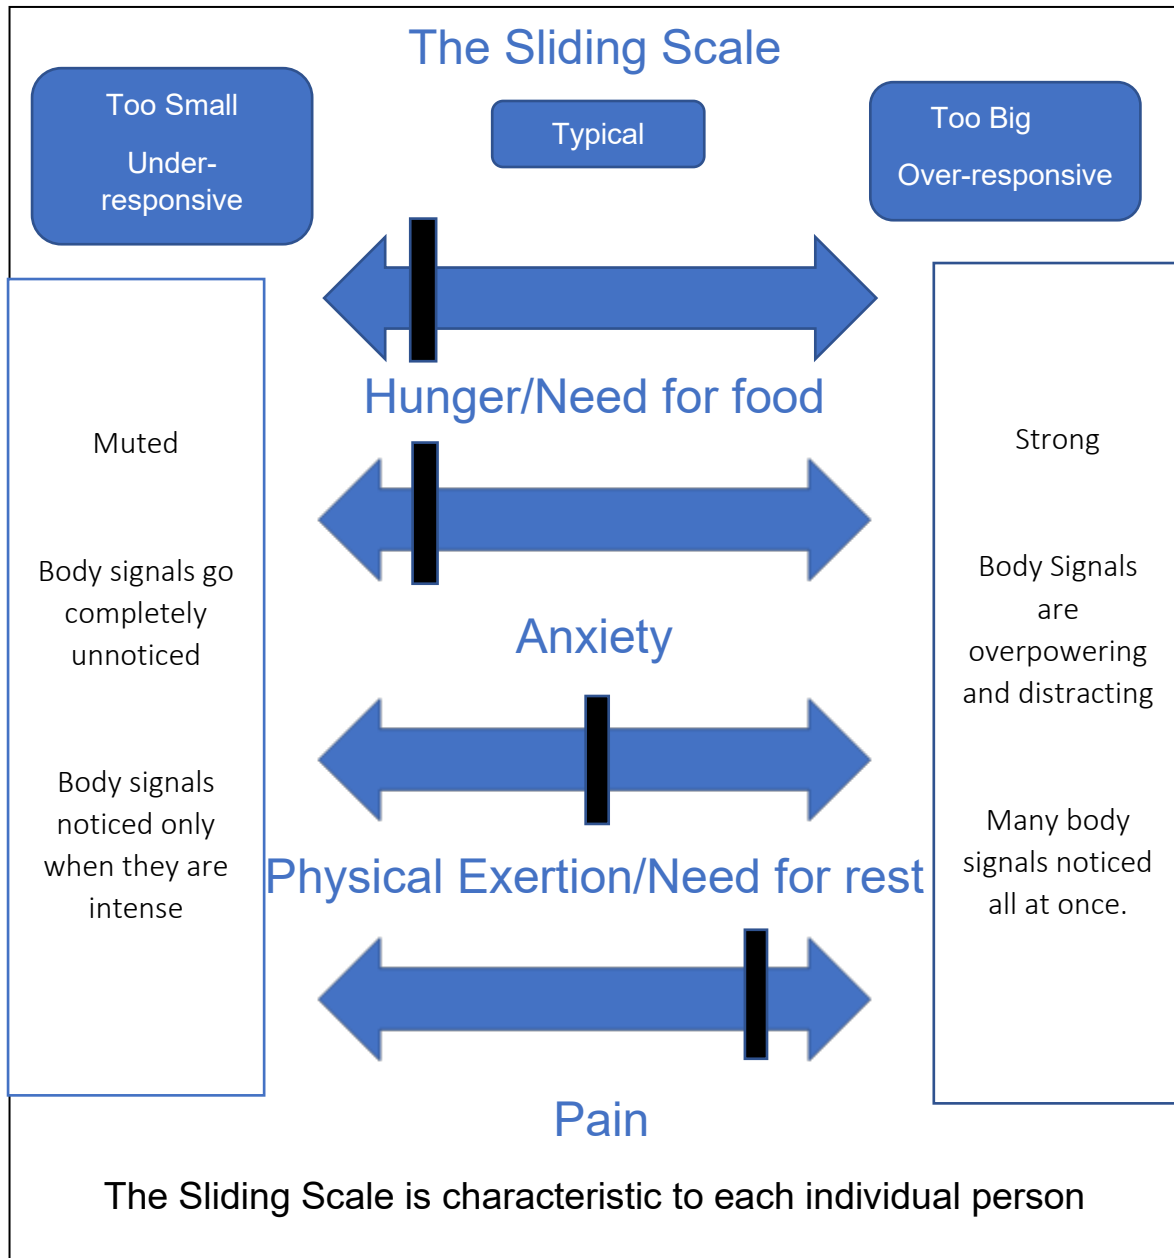 The Sliding Scale
Too Small
Under-
responsive
Typical
Too Big
Over-responsive
Muted
Body signals go
completely
unnoticed
Body signals
noticed only
when they are
intense
Hunger/Need for food
Anxiety
Physical Exertion/Need for rest
Pain
Strong
Body Signals
are
overpowering
and distracting
Many body
signals noticed
all at once.
The Sliding Scale is characteristic to each individual person